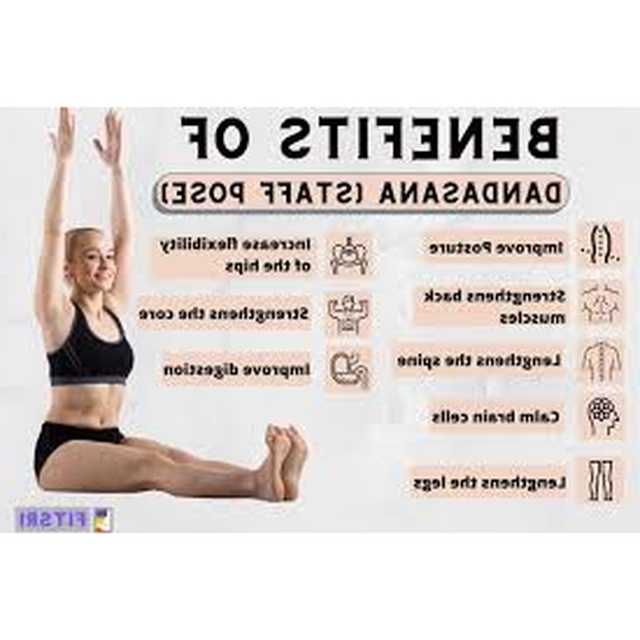 BENEFITS OF
DANDASANA (STAFF POSE)
Improve Posture
Strengthens back
muscles
Lengthens the spine
Calm brain cells
Lengthens the legs
Increase flexibility
of the hips
Strengthens the core
Improve digestion
FITSRI